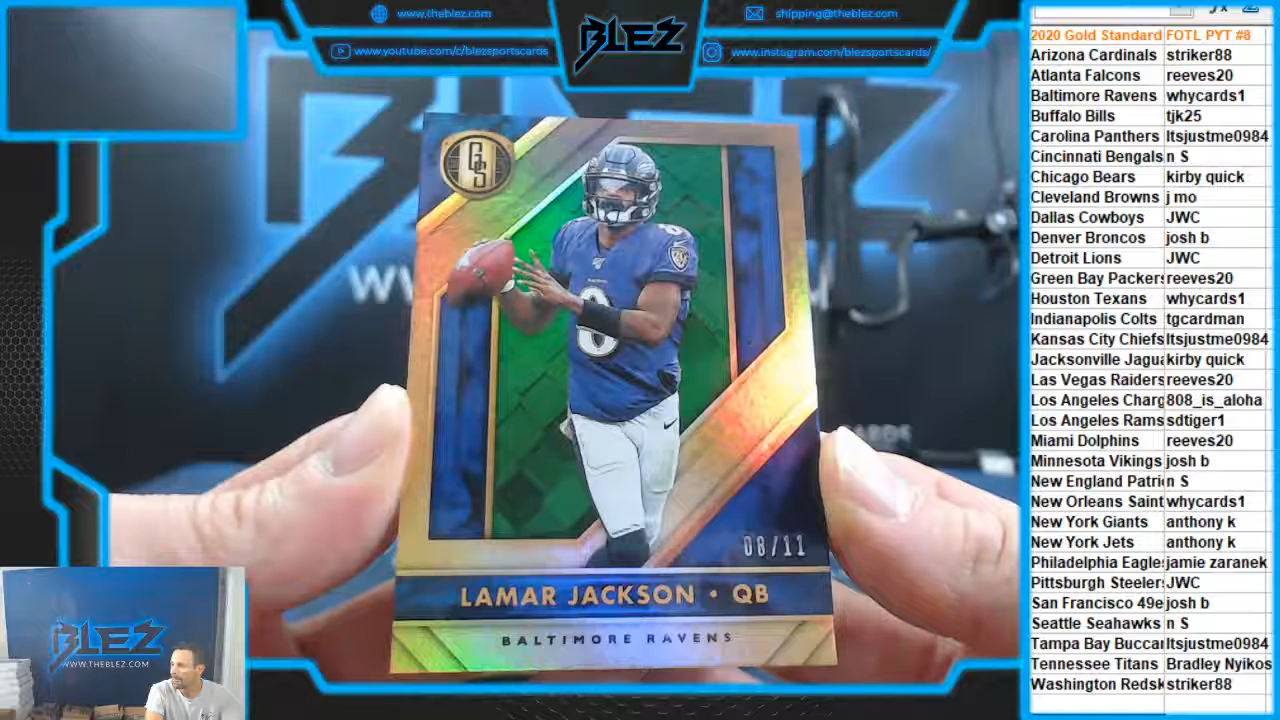 www.theblez.com
BLEZ
shipping@theblez.com
www.youtube.com/c/blezsportscards
www.instagram.com/blezsportscards/
2020 Gold Standard FOTL PYT #8
Arizona Cardinals striker88
Atlanta Falcons reeves20
Baltimore Ravens whycards1
Buffalo Bills tjk25
Carolina Panthers Itsjustme0984
Cincinnati Bengals n S
Chicago Bears kirby quick
Cleveland Browns j mo
Dallas Cowboys JWC
Denver Broncos josh b
Detroit Lions JWC
Green Bay Packers reeves20
Houston Texans whycards1
Indianapolis Colts tgcardman
Kansas City Chiefs Itsjustme0984
Jacksonville Jagua kirby quick
Las Vegas Raiders reeves20
Los Angeles Charg 808_is_aloha
Los Angeles Rams sdtiger1
Miami Dolphins reeves20
Minnesota Vikings josh b
New England Patri n S
New Orleans Saint whycards1
New York Giants anthony k
New York Jets anthony k
Philadelphia Eagle jamie zaranek
Pittsburgh Steeler JWC
San Francisco 49e josh b
Seattle Seahawks n S
Tampa Bay Buccan Itsjustme0984
Tennessee Titans Bradley Nyikos
Washington Redsk striker88
GS
8
8
08/11
LAMAR JACKSON • QB
BALTIMORE RAVENS
BLEZ
WWW.THEBLEZ.COM